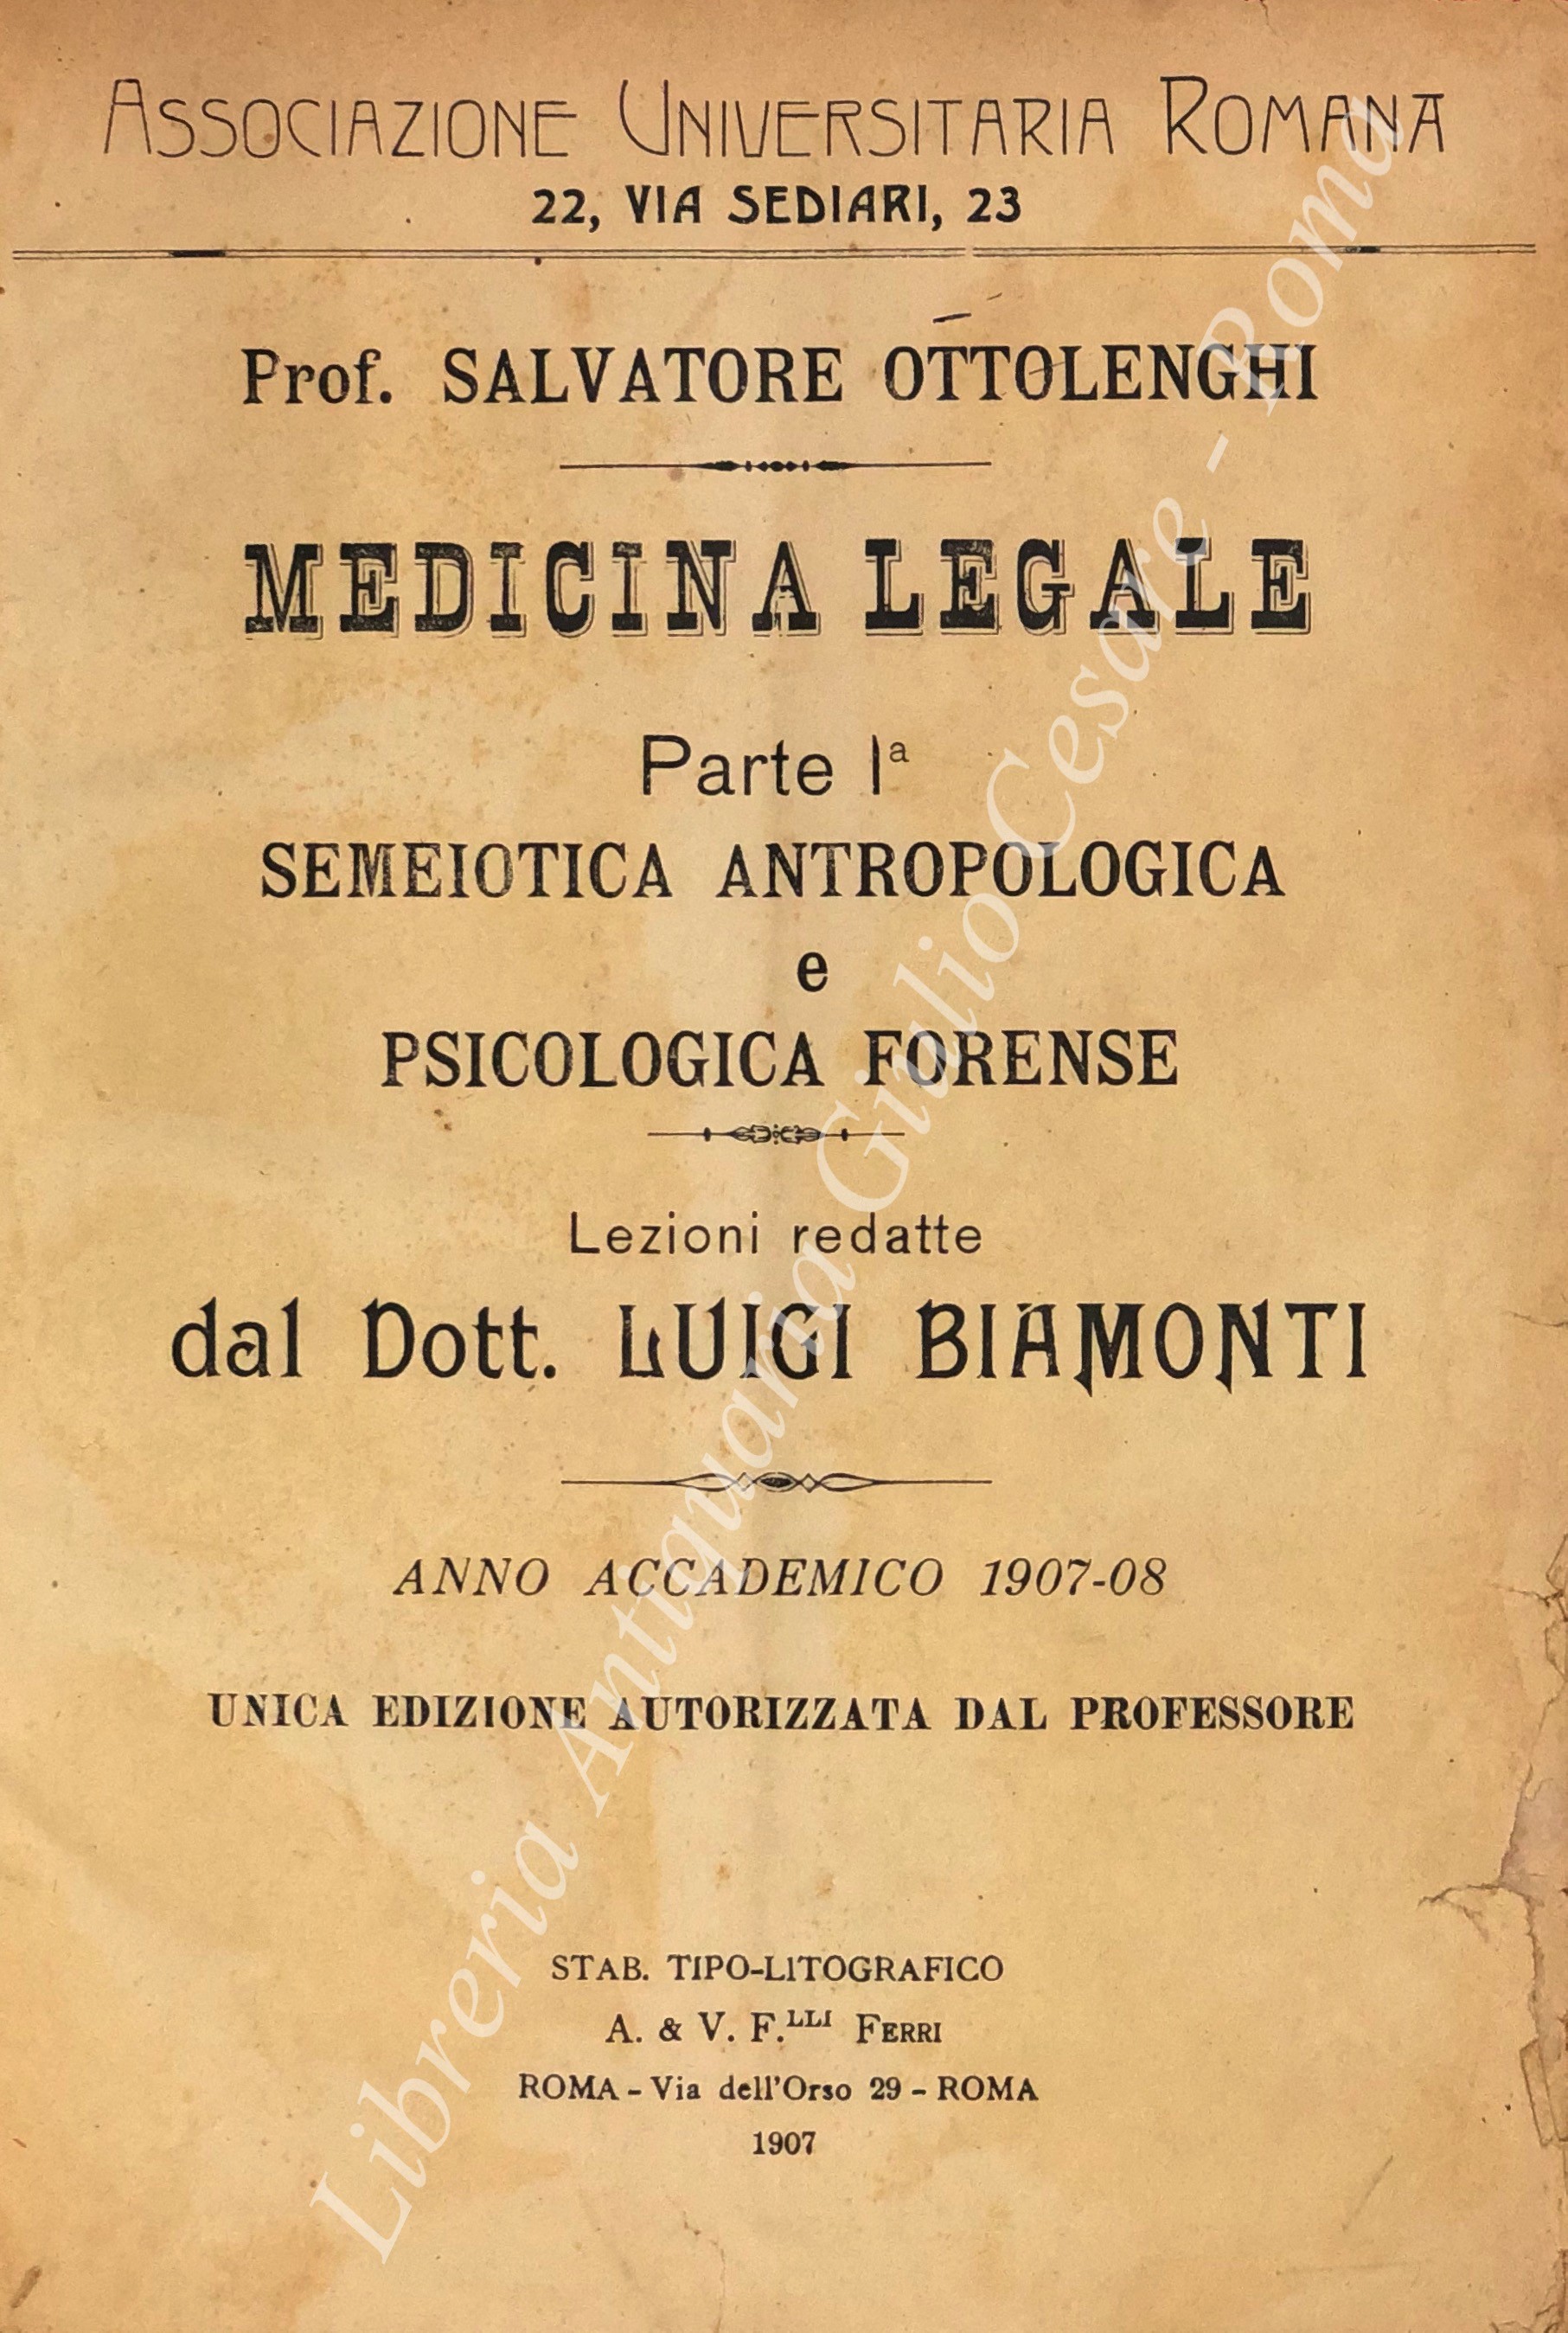 ASSOCIAZIONE UNIVERSITARIA ROMANA
22, VIA SEDIARI, 23
Prof. SALVATORE OTTOLENGHI
MEDICINA LEGALE
Parte Iª
SEMEIOTICA ANTROPOLOGICA
e
PSICOLOGICA FORENSE
Lezioni redatte
dal Dott. LUIGI BIAMONTI
ANNO ACCADEMICO 1907-08
UNICA EDIZIONE AUTORIZZATA DAL PROFESSORE
STAB. TIPO-LITOGRAFICO
A. & V. F.LLI FERRI
ROMA - Via dell'Orso 29 - ROMA
1907
Libreria Antiquaria Giulio Cesare - Roma